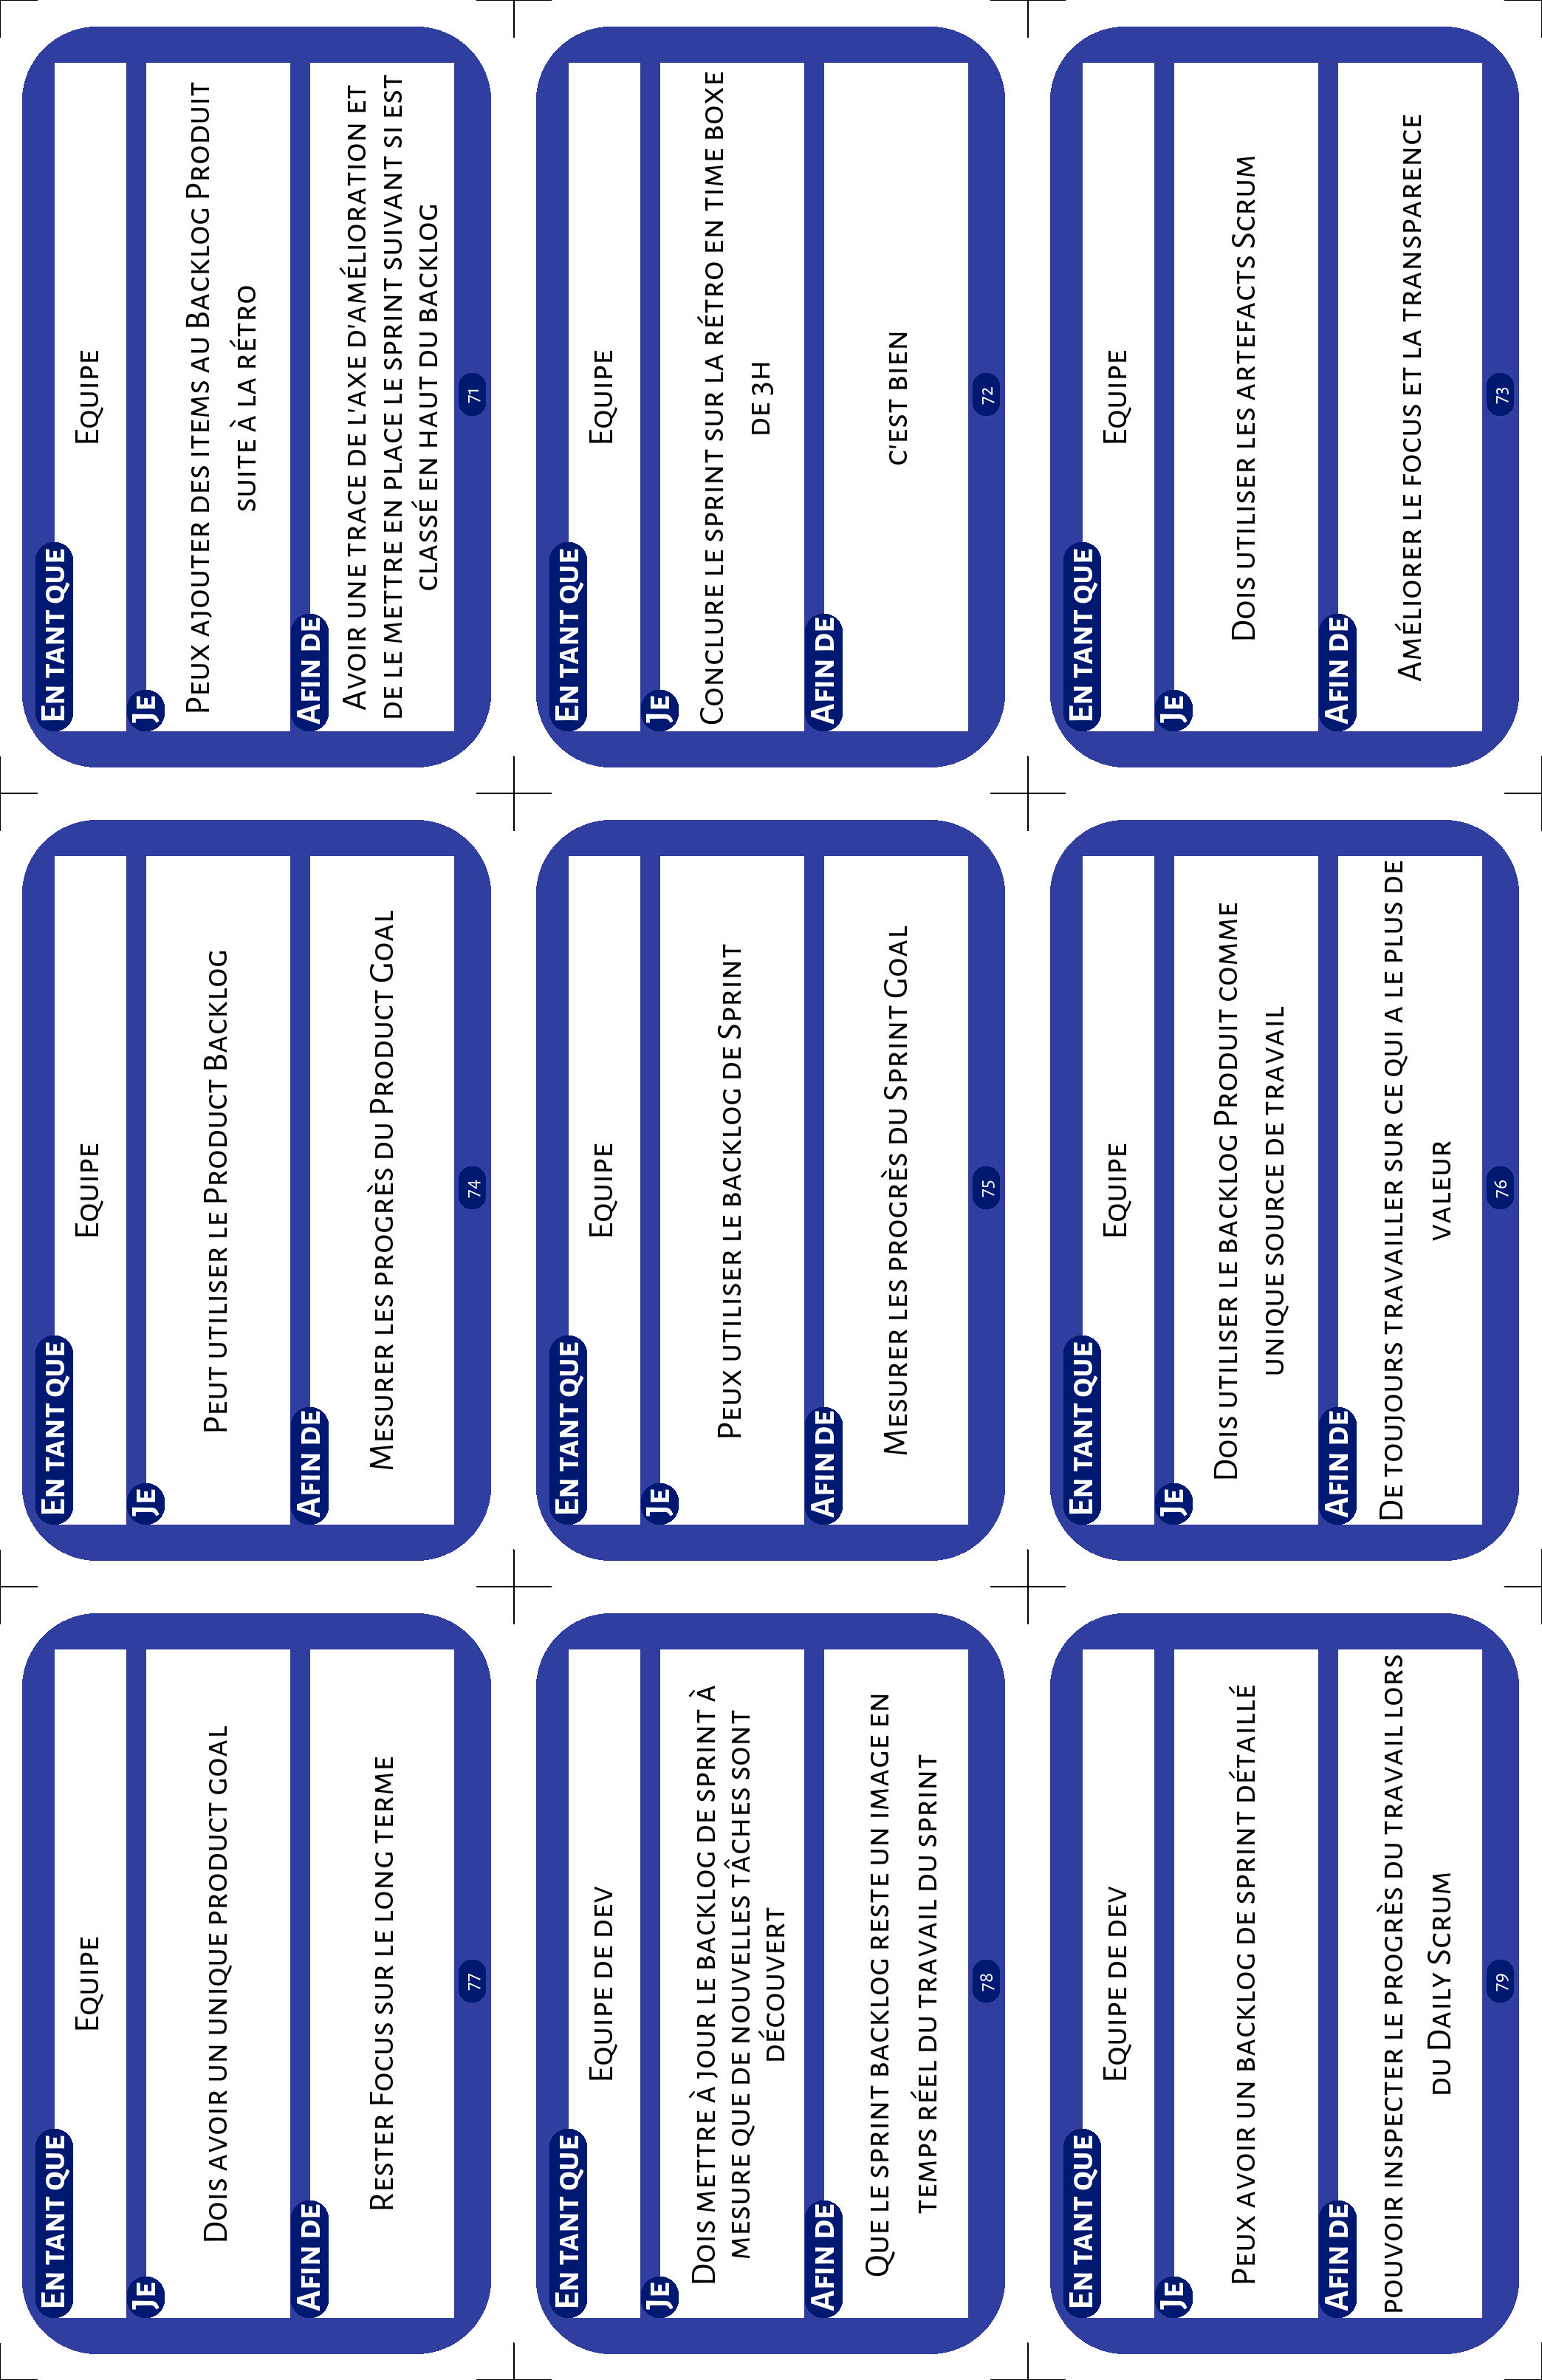 En tant que
Equipe
Je
Peux ajouter des items au Backlog Produit
suite à la rétro
Afin de
Avoir une trace de l'axe d'amélioration et
de le mettre en place le sprint suivant si est
classé en haut du backlog
71
En tant que
Equipe
Je
Conclure le sprint sur la rétro en time boxe
de 3h
Afin de
c'est bien
72
En tant que
Equipe
Je
Dois utiliser les artefacts Scrum
Afin de
Améliorer le focus et la transparence
73
En tant que
Equipe
Je
Peut utiliser le Product Backlog
Afin de
Mesurer les progrès du Product Goal
74
En tant que
Equipe
Je
Peux utiliser le backlog de Sprint
Afin de
Mesurer les progrès du Sprint Goal
75
En tant que
Equipe
Je
Dois utiliser le backlog Produit comme
unique source de travail
Afin de
De toujours travailler sur ce qui a le plus de
valeur
76
En tant que
Equipe
Je
Dois avoir un unique product goal
Afin de
Rester Focus sur le long terme
77
En tant que
Equipe de dev
Je
Dois mettre à jour le backlog de sprint à
mesure que de nouvelles tâches sont
découvert
Afin de
Que le sprint backlog reste un image en
temps réel du travail du sprint
78
En tant que
Equipe de dev
Je
Peux avoir un backlog de sprint détaillé
Afin de
pouvoir inspecter le progrès du travail lors
du Daily Scrum
79